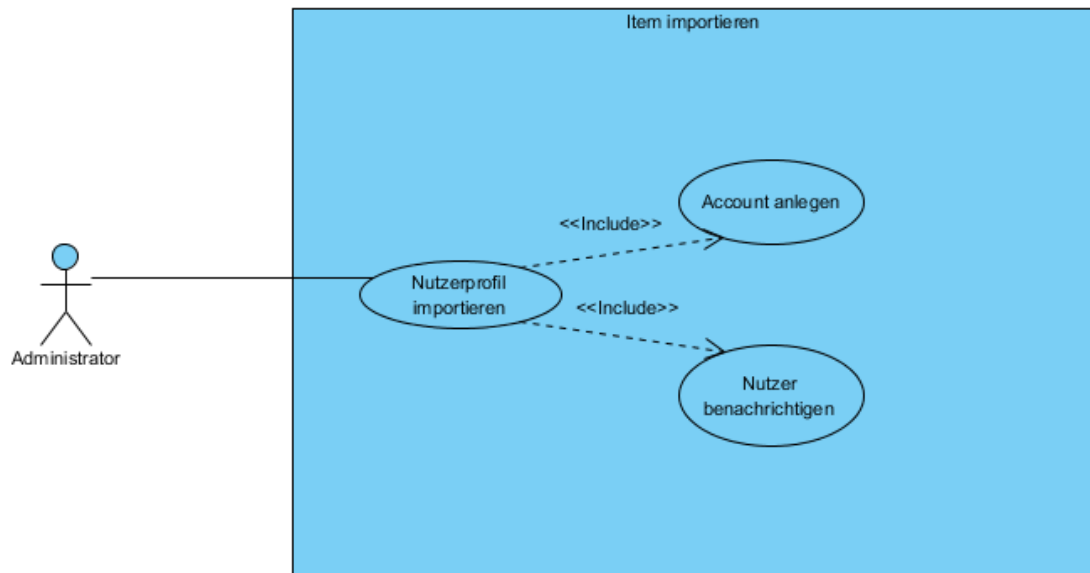 Item importieren
Account anlegen
<<Include>>
Nutzerprofil
importieren
<<Include>>
Administrator
Nutzer
benachrichtigen